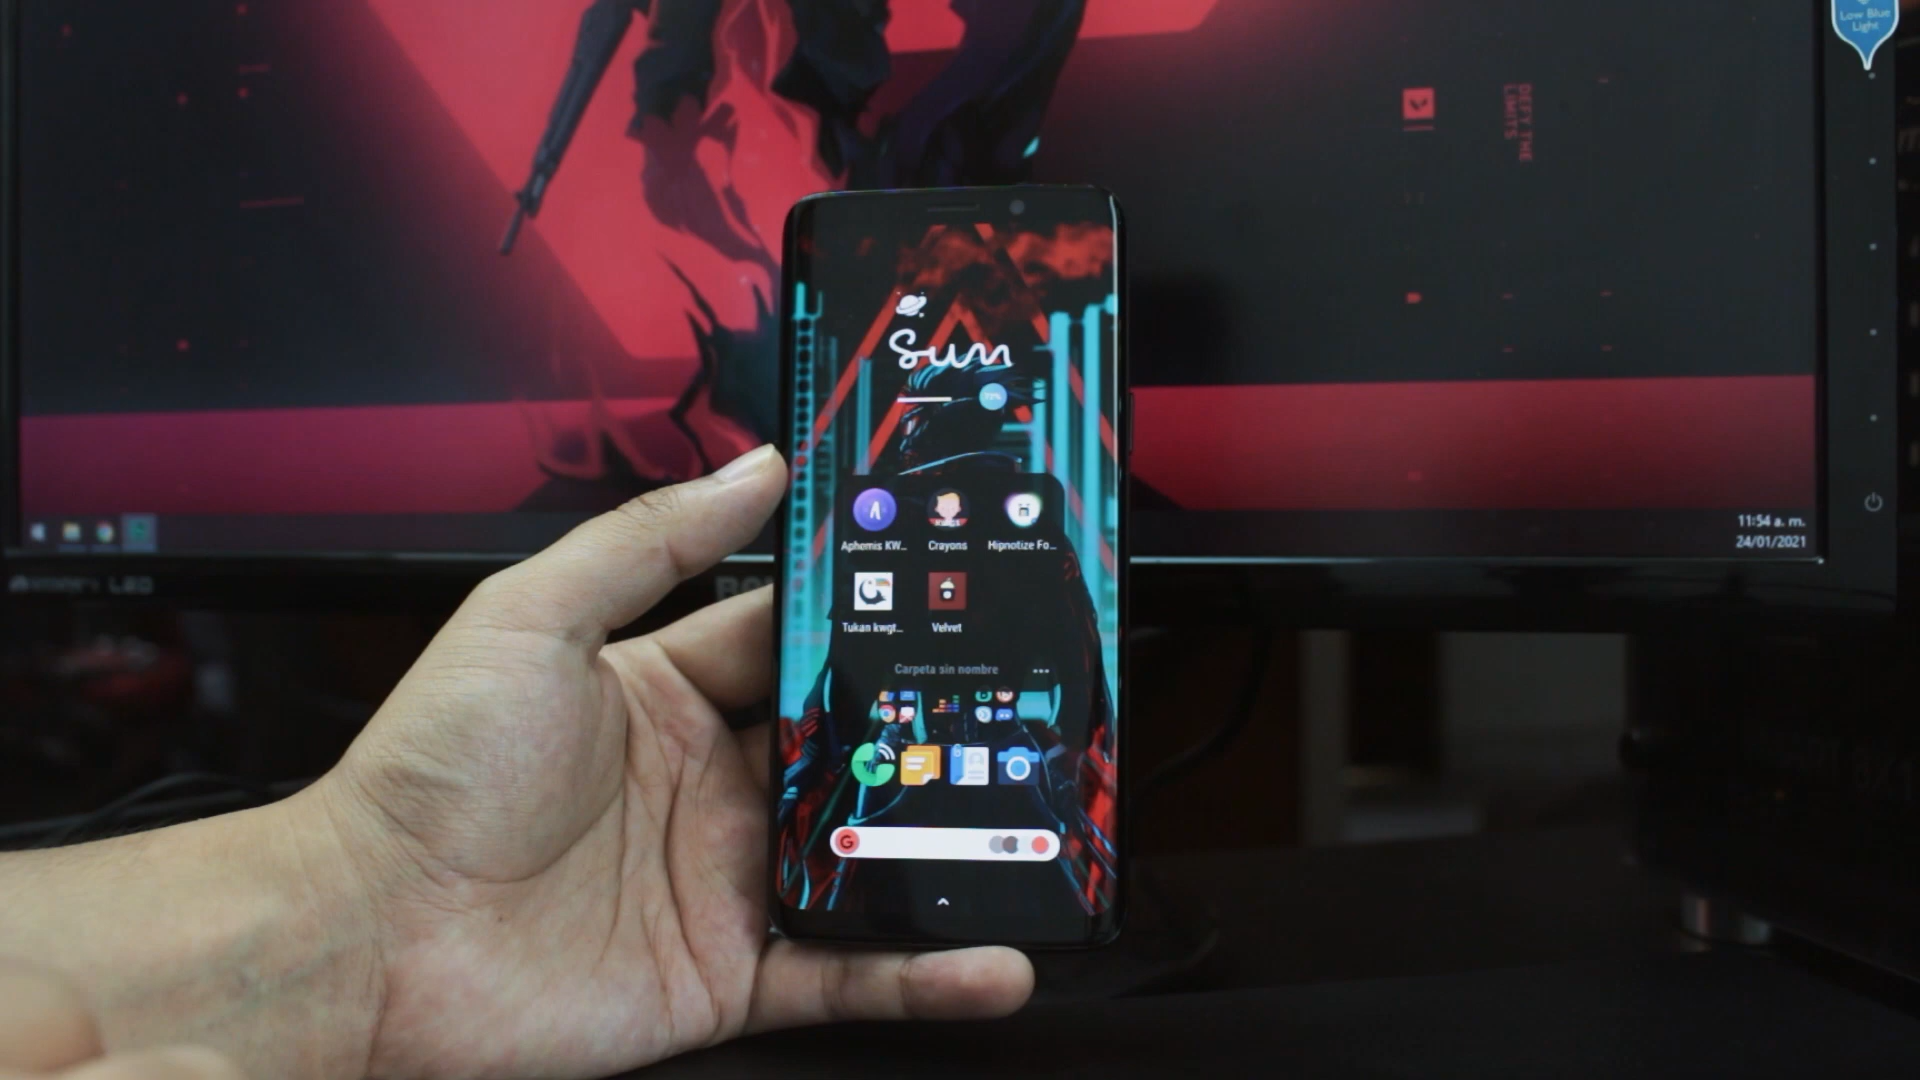 Low Blue
Light
DEFY THE
LIMITS
Sun
Aphemis KW...
Crayons
Hipnotize Fo...
Tukan kwgt...
Velvet
Carpeta sin nombre
...
G
11:54 a. m.
24/01/2021